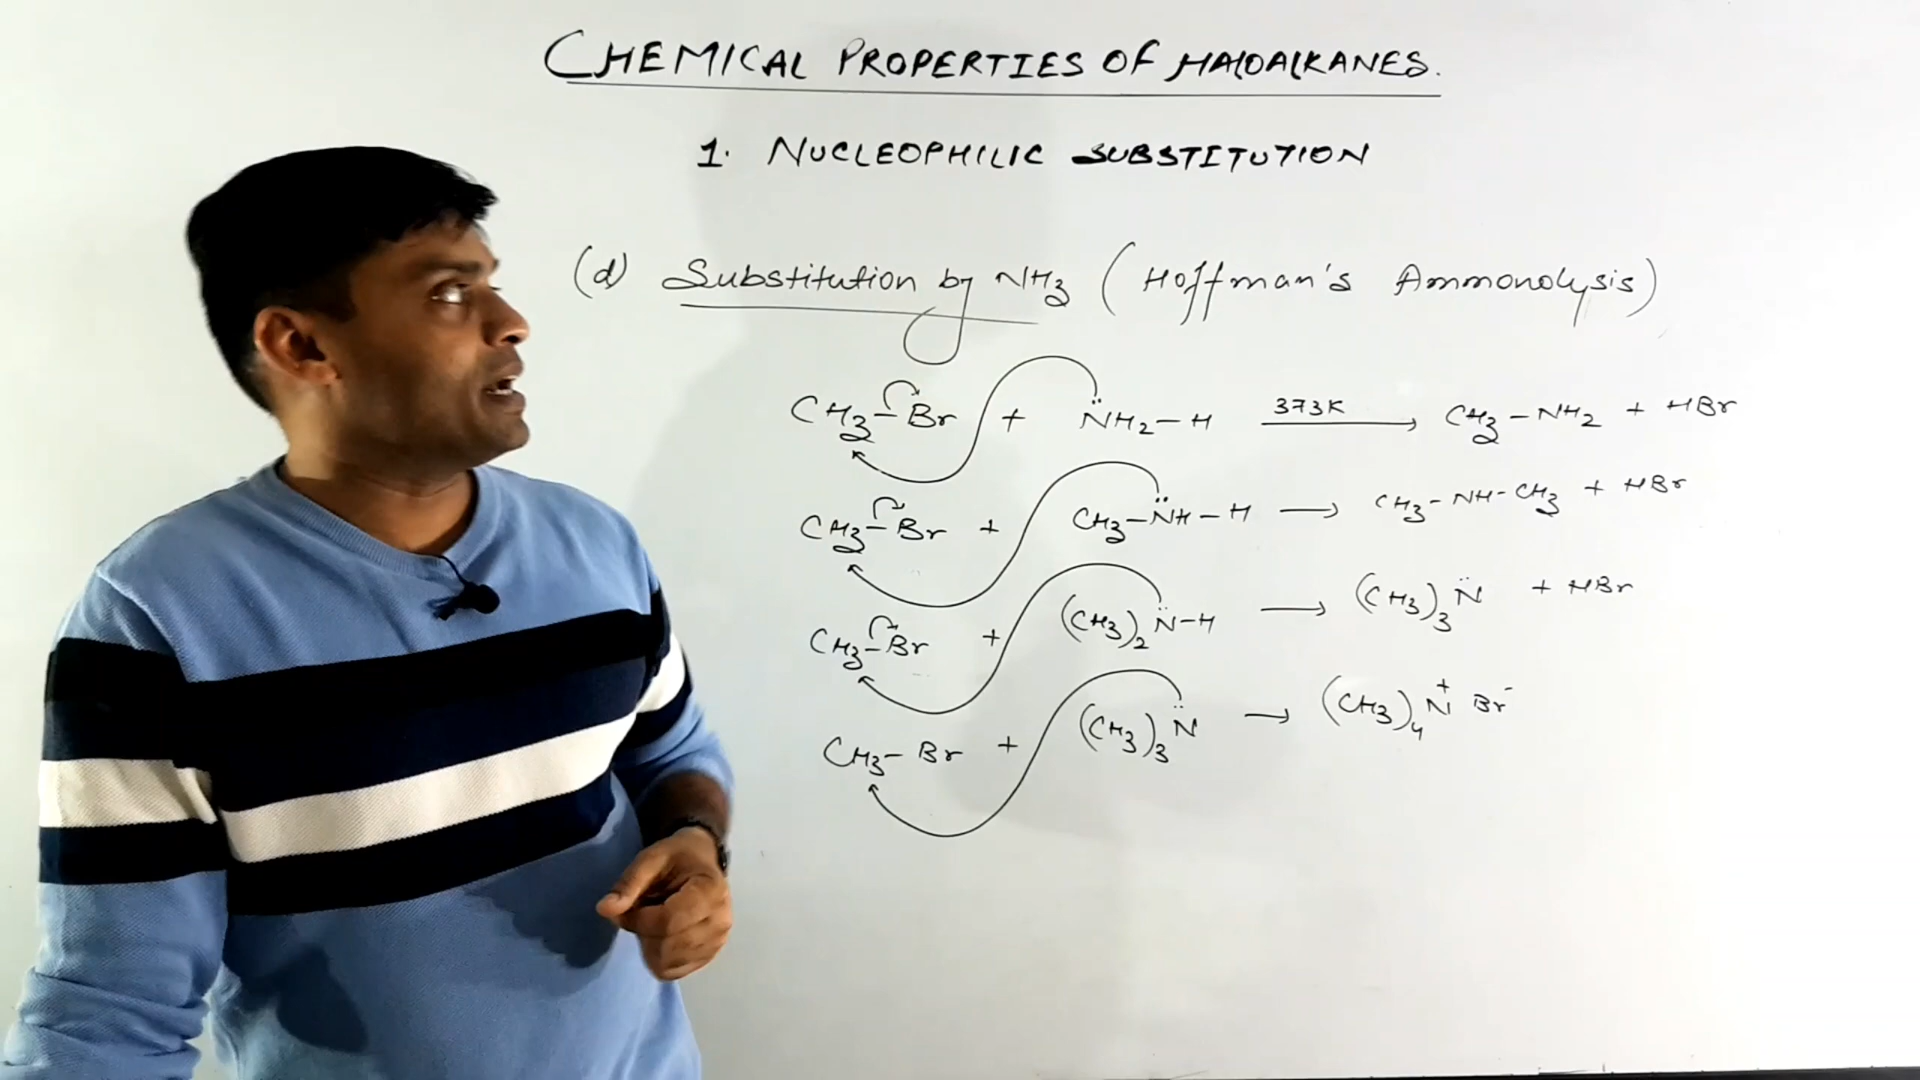 CHEMICAL PROPERTIES OF HALOALKANES.
1. NUCLEOPHILIC SUBSTITUTION
(d) Substitution by NH3 (Hoffman's Ammonolysis)
CH3-Br + N̈H2-H 373K → CH3-NH2 + HBr
CH3-Br + CH3-N̈H-H → CH3-NH-CH3 + HBr
CH3-Br + (CH3)2N̈-H → (CH3)3N̈ + HBr
CH3-Br + (CH3)3N̈ → (CH3)4N+ Br-